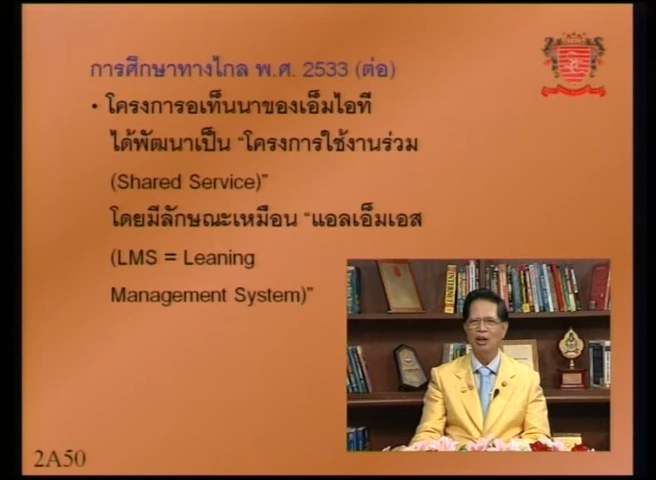 การศึกษาทางไกล พ.ศ. 2533 (ต่อ)
• โครงการอเท็นนาของเอ็มไอที
ได้พัฒนาเป็น "โครงการใช้งานร่วม
(Shared Service)"
โดยมีลักษณะเหมือน "แอลเอ็มเอส
(LMS = Leaning
Management System)"
2A50